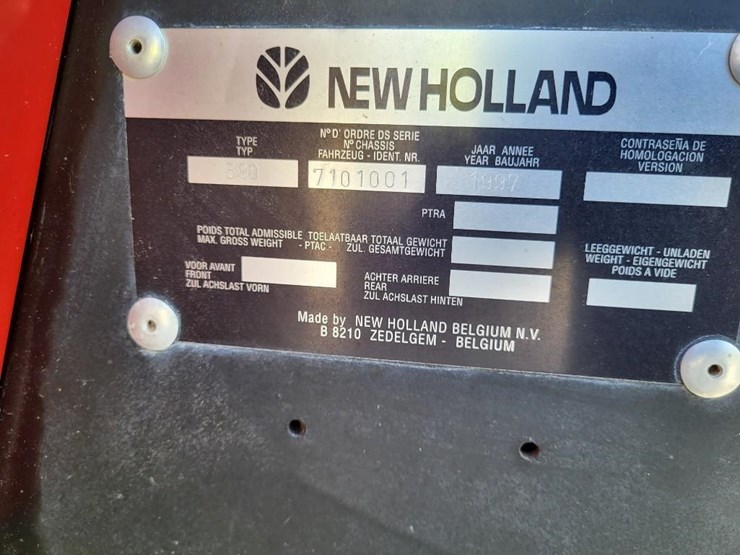 NEW HOLLAND
TYPE
TYP
N° D' ORDRE DS SERIE
N° CHASSIS
FAHRZEUG - IDENT. NR.
7101001
JAAR ANNEE
YEAR BAUJAHR
1997
CONTRASEÑA DE
HOMOLOGACION
VERSION
PTRA
POIDS TOTAL ADMISSIBLE TOELAATBAAR TOTAAL GEWICHT
MAX. GROSS WEIGHT - PTAC - ZUL. GESAMTGEWICHT
VOOR AVANT
FRONT
ZUL ACHSLAST VORN
ACHTER ARRIERE
REAR
ZUL ACHSLAST HINTEN
LEEGGEWICHT - UNLADEN
WEIGHT - EIGENGEWICHT
POIDS A VIDE
Made by NEW HOLLAND BELGIUM N.V.
B 8210 ZEDELGEM - BELGIUM